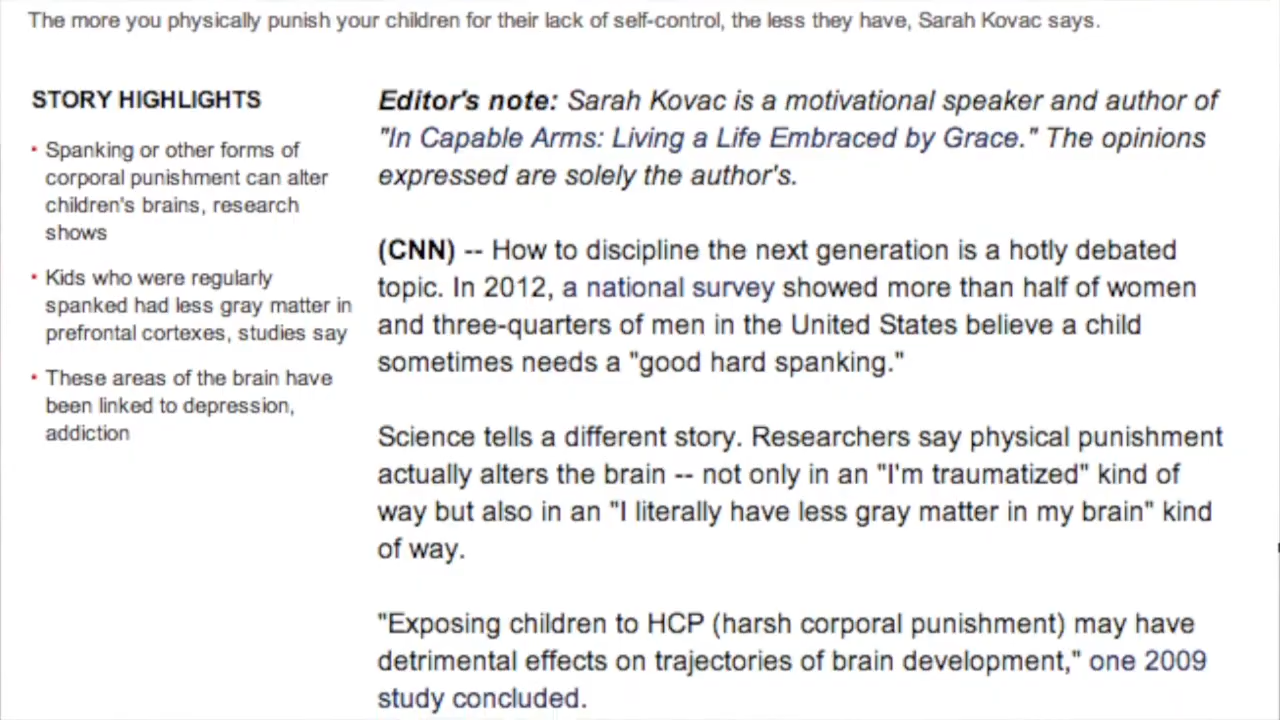 The more you physically punish your children for their lack of self-control, the less they have, Sarah Kovac says.
STORY HIGHLIGHTS
• Spanking or other forms of
corporal punishment can alter
children's brains, research
shows
• Kids who were regularly
spanked had less gray matter in
prefrontal cortexes, studies say
• These areas of the brain have
been linked to depression,
addiction
Editor's note: Sarah Kovac is a motivational speaker and author of
"In Capable Arms: Living a Life Embraced by Grace." The opinions
expressed are solely the author's.
(CNN) -- How to discipline the next generation is a hotly debated
topic. In 2012, a national survey showed more than half of women
and three-quarters of men in the United States believe a child
sometimes needs a "good hard spanking."
Science tells a different story. Researchers say physical punishment
actually alters the brain -- not only in an "I'm traumatized" kind of
way but also in an "I literally have less gray matter in my brain" kind
of way.
"Exposing children to HCP (harsh corporal punishment) may have
detrimental effects on trajectories of brain development," one 2009
study concluded.